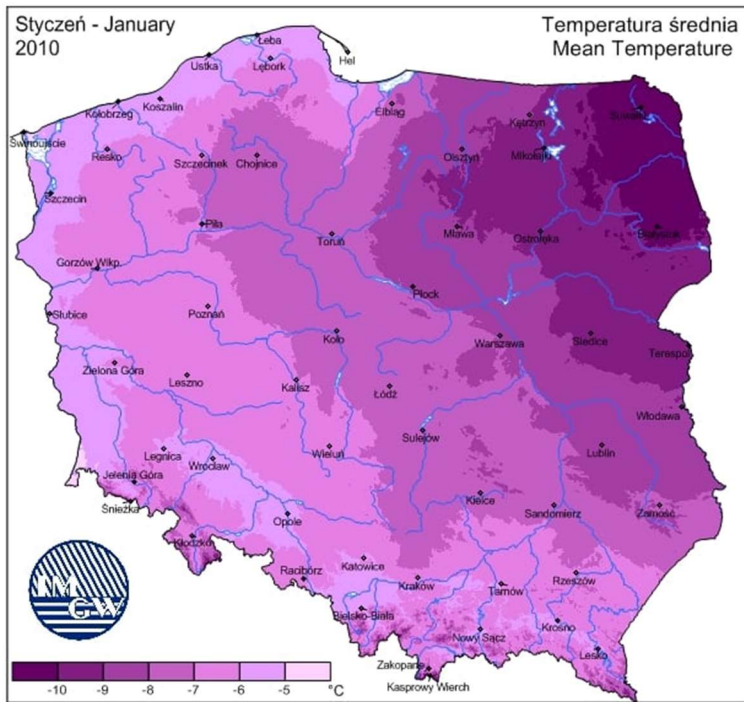 Styczeń - January
2010
Temperatura średnia
Mean Temperature
Łeba
Hel
Ustka
Lębork
Kołobrzeg
Koszalin
Elbląg
Kętrzyn
Suwałki
Świnoujście
Resko
Szczecinek
Chojnice
Olsztyn
Mikołajki
Szczecin
Piła
Toruń
Mława
Ostrołęka
Białystok
Gorzów Wlkp.
Płock
Słubice
Poznań
Koło
Warszawa
Siedlce
Terespol
Zielona Góra
Leszno
Kalisz
Łódź
Włodawa
Sulejów
Legnica
Wrocław
Wieluń
Lublin
Jelenia Góra
Śnieżka
Kielce
Sandomierz
Zamość
Opole
Kłodzko
Katowice
Racibórz
Kraków
Tarnów
Rzeszów
Bielsko-Biała
Nowy Sącz
Krosno
Lesko
Zakopane
Kasprowy Wierch
IM
GW
-10 -9 -8 -7 -6 -5 °C